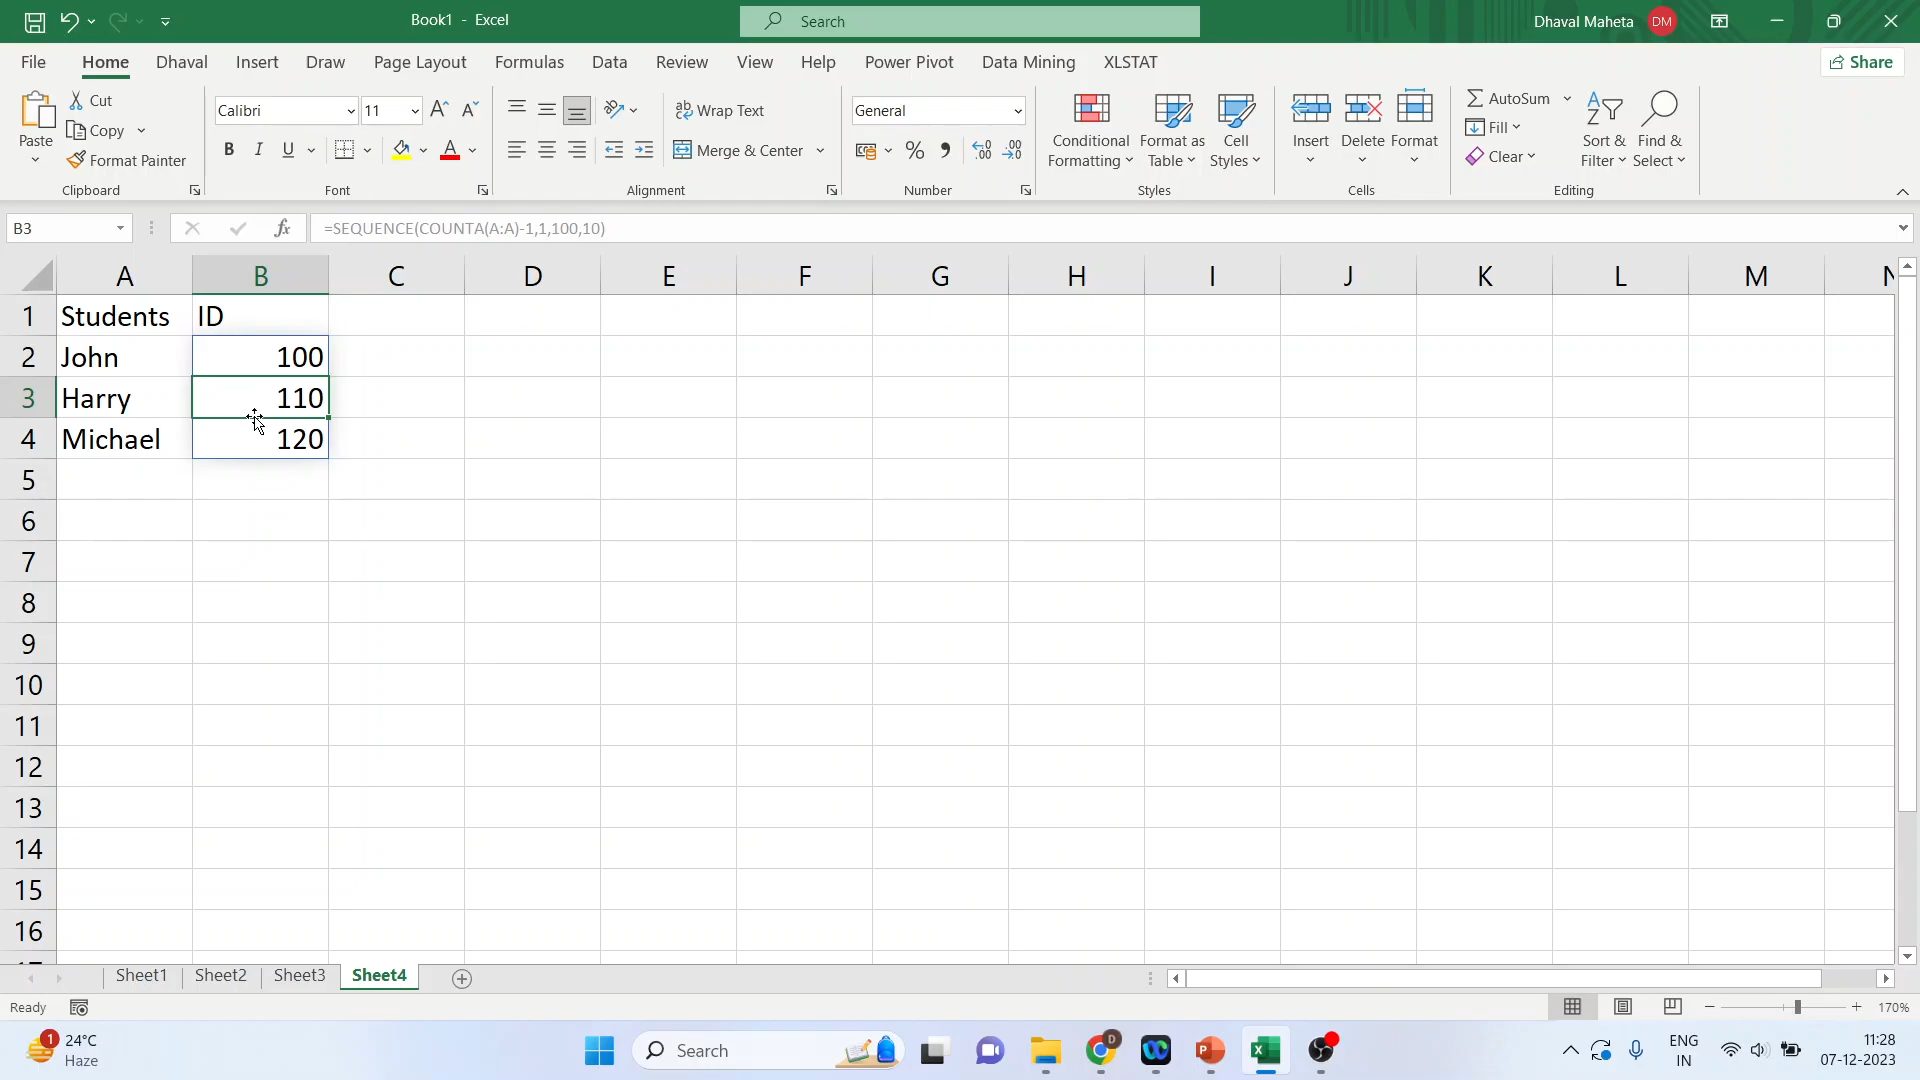 Book1 - Excel
Search
Dhaval Maheta DM
File Home Dhaval Insert Draw Page Layout Formulas Data Review View Help Power Pivot Data Mining XLSTAT Share
Paste
Cut
Copy
Format Painter
Clipboard
Calibri 11
B I U
Font
Wrap Text
Merge & Center
Alignment
General
Number
Conditional Formatting
Format as Table
Cell Styles
Styles
Insert Delete Format
Cells
AutoSum
Fill
Clear
Sort & Filter
Find & Select
Editing
B3 fx =SEQUENCE(COUNTA(A:A)-1,1,100,10)
A B C D E F G H I J K L M N
1 Students ID
2 John 100
3 Harry 110
4 Michael 120
5
6
7
8
9
10
11
12
13
14
15
16
Sheet1 Sheet2 Sheet3 Sheet4
Ready 170%
1 24°C
Haze
Search
D
ENG
IN
11:28
07-12-2023